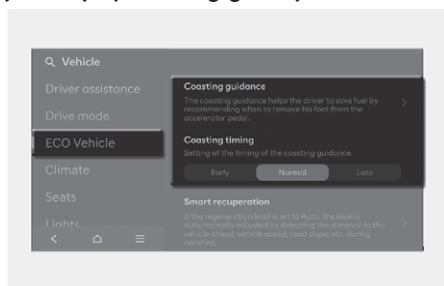 Vehicle
Driver assistance
Drive mode
ECO Vehicle
Climate
Seats
Lights
Coasting guidance
The coasting guidance helps the driver to save fuel by
recommending when to remove his foot from the
accelerator pedal.
Coasting timing
Setting of the timing of the coasting guidance.
Early Normal Late
Smart recuperation
If the regeneration level is set to Auto, the level is
automatically adjusted by detecting the distance to the
vehicle ahead, vehicle speed, road slope, etc. during
coasting.